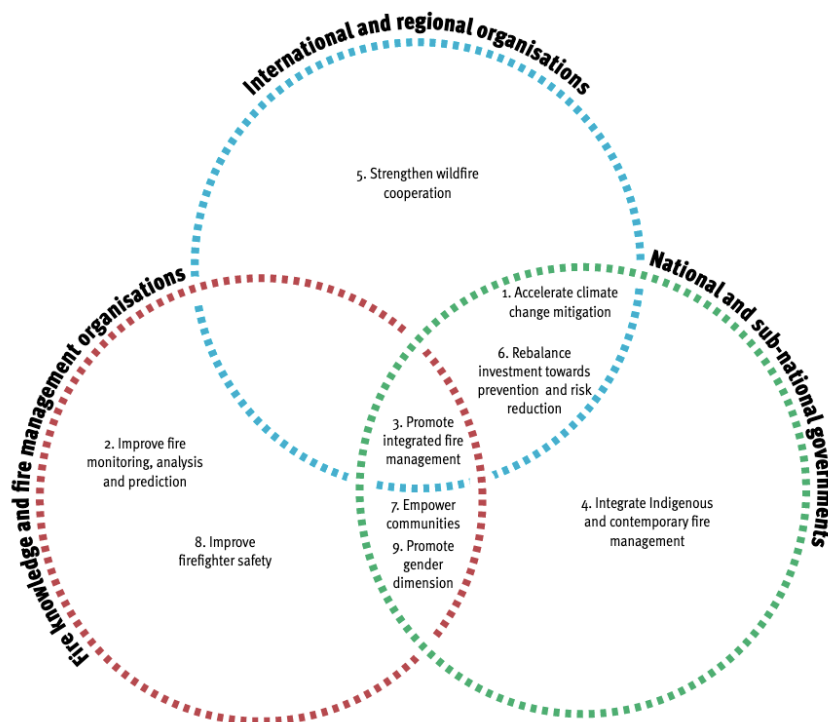 International and regional organisations
5. Strengthen wildfire
cooperation
Fire knowledge and fire management organisations
National and sub-national governments
1. Accelerate climate
change mitigation
6. Rebalance
investment towards
prevention and risk
reduction
3. Promote
integrated fire
management
2. Improve fire
monitoring, analysis
and prediction
7. Empower
communities
4. Integrate Indigenous
and contemporary fire
management
8. Improve
firefighter safety
9. Promote
gender
dimension